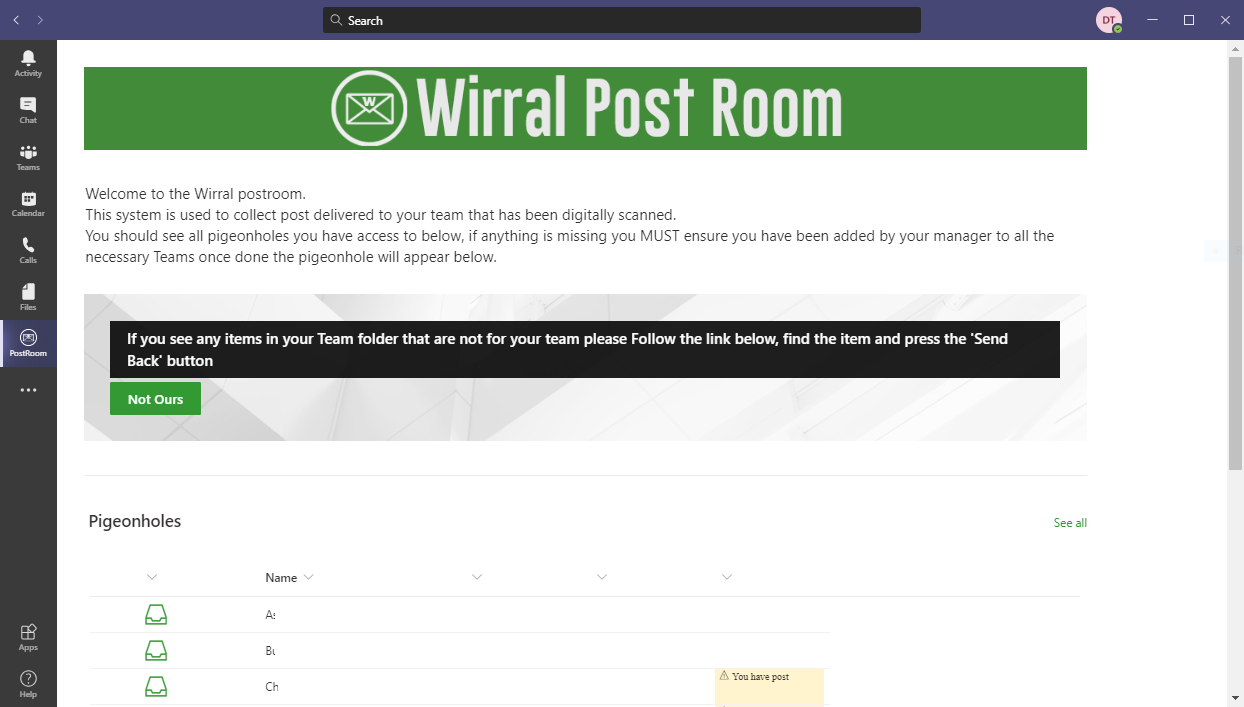 Search
DT
Activity
Chat
Teams
Calendar
Calls
Files
PostRoom
Apps
Help
W
Wirral Post Room
Welcome to the Wirral postroom.
This system is used to collect post delivered to your team that has been digitally scanned.
You should see all pigeonholes you have access to below, if anything is missing you MUST ensure you have been added by your manager to all the
necessary Teams once done the pigeonhole will appear below.
If you see any items in your Team folder that are not for your team please Follow the link below, find the item and press the 'Send
Back' button
Not Ours
Pigeonholes
See all
Name
Ch
You have post